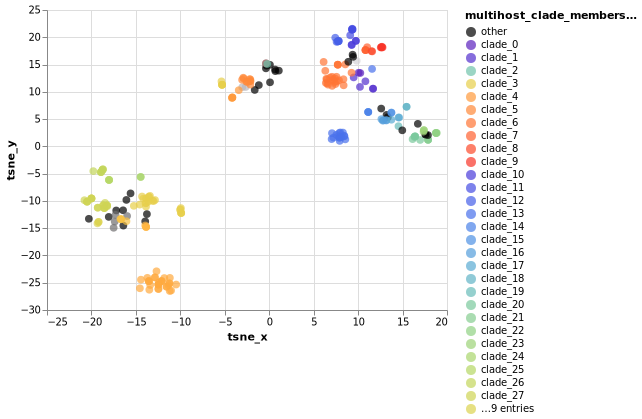 25
20
15
10
5
0
−5
−10
−15
−20
−25
−30
−25
−20
−15
−10
−5
0
5
10
15
20
tsne_x
tsne_y
multihost_clade_members…
other
clade_0
clade_1
clade_2
clade_3
clade_4
clade_5
clade_6
clade_7
clade_8
clade_9
clade_10
clade_11
clade_12
clade_13
clade_14
clade_15
clade_16
clade_17
clade_18
clade_19
clade_20
clade_21
clade_22
clade_23
clade_24
clade_25
clade_26
clade_27
…9 entries